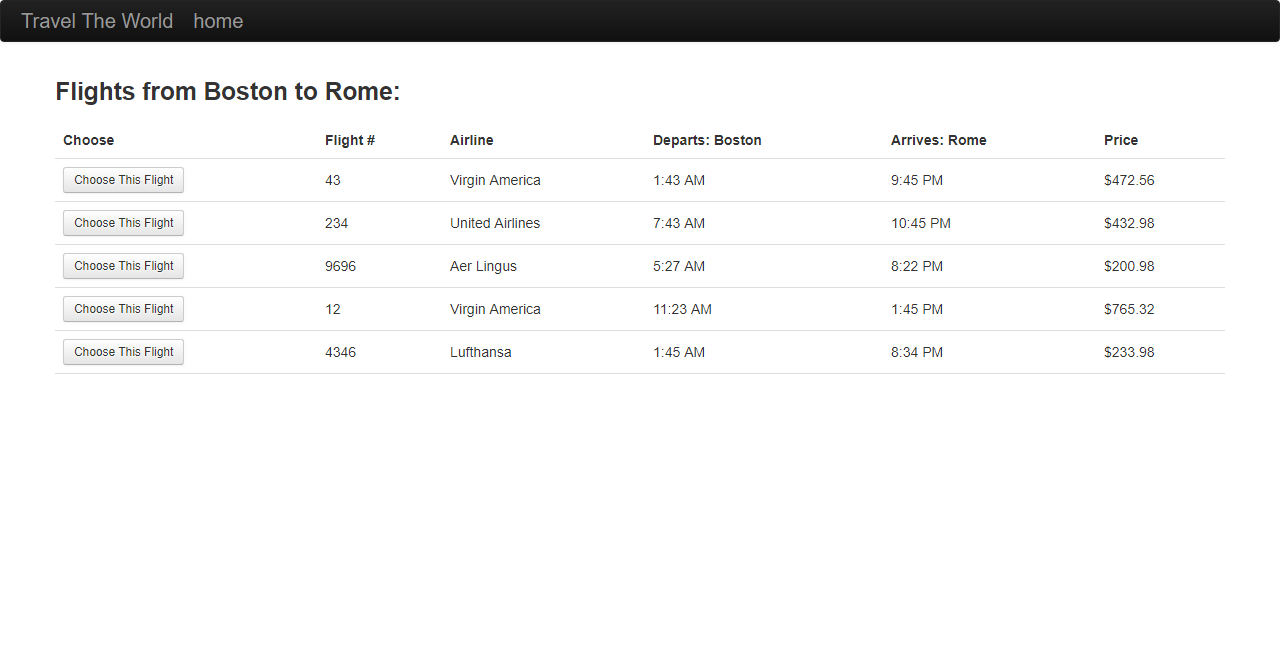 Travel The World home
Flights from Boston to Rome:
Choose Flight # Airline Departs: Boston Arrives: Rome Price
Choose This Flight 43 Virgin America 1:43 AM 9:45 PM $472.56
Choose This Flight 234 United Airlines 7:43 AM 10:45 PM $432.98
Choose This Flight 9696 Aer Lingus 5:27 AM 8:22 PM $200.98
Choose This Flight 12 Virgin America 11:23 AM 1:45 PM $765.32
Choose This Flight 4346 Lufthansa 1:45 AM 8:34 PM $233.98